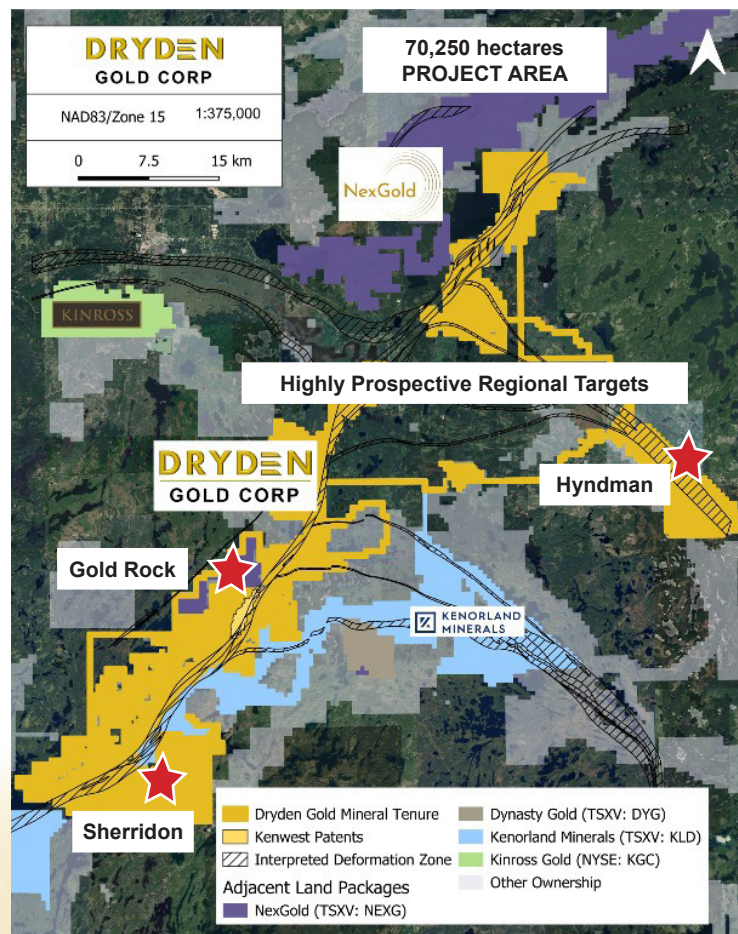 DRYDEN
GOLD CORP
NAD83/Zone 15 1:375,000
0 7.5 15 km
70,250 hectares
PROJECT AREA
NexGold
KINROSS
Highly Prospective Regional Targets
DRYDEN
GOLD CORP
Hyndman
Gold Rock
KENORLAND
MINERALS
Sherridon
Dryden Gold Mineral Tenure
Kenwest Patents
Interpreted Deformation Zone
Adjacent Land Packages
NexGold (TSXV: NEXG)
Dynasty Gold (TSXV: DYG)
Kenorland Minerals (TSXV: KLD)
Kinross Gold (NYSE: KGC)
Other Ownership